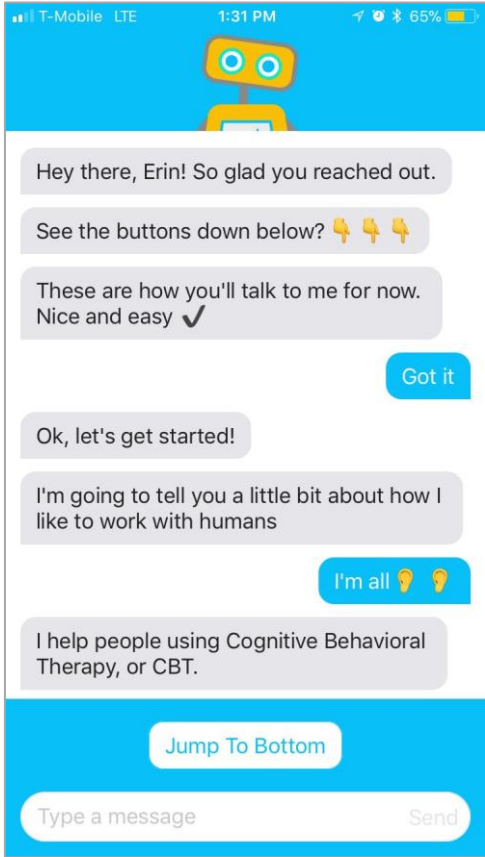 T-Mobile LTE 1:31 PM 65%
Hey there, Erin! So glad you reached out.
See the buttons down below? 👇 👇 👇
These are how you'll talk to me for now.
Nice and easy ✔
Got it
Ok, let's get started!
I'm going to tell you a little bit about how I
like to work with humans
I'm all 👂 👂
I help people using Cognitive Behavioral
Therapy, or CBT.
Jump To Bottom
Type a message Send